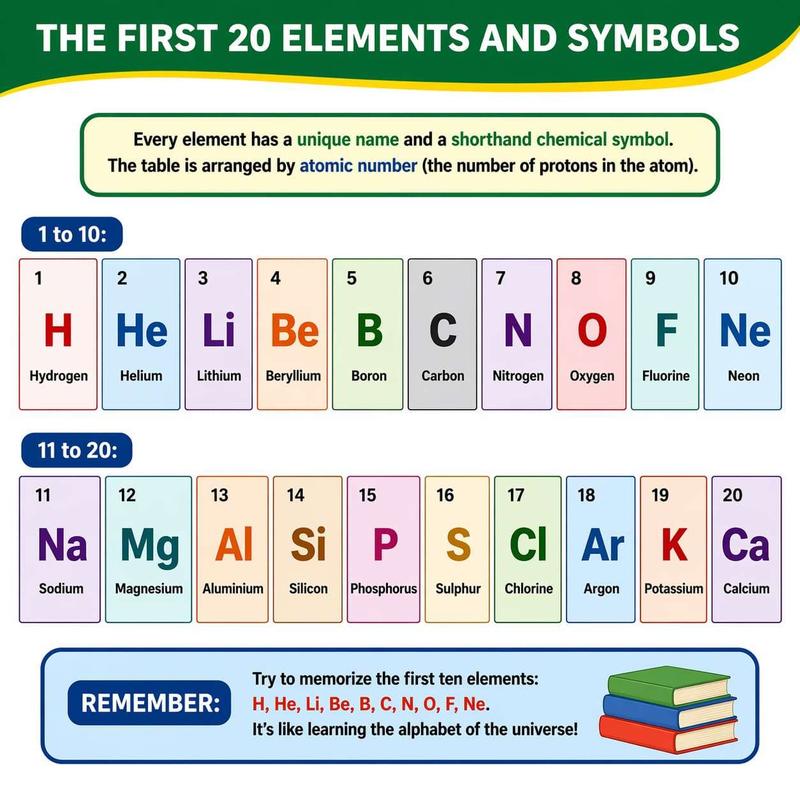 THE FIRST 20 ELEMENTS AND SYMBOLS
Every element has a unique name and a shorthand chemical symbol.
The table is arranged by atomic number (the number of protons in the atom).
1 to 10:
1 2 3 4 5 6 7 8 9 10
H He Li Be B C N O F Ne
Hydrogen Helium Lithium Beryllium Boron Carbon Nitrogen Oxygen Fluorine Neon
11 to 20:
11 12 13 14 15 16 17 18 19 20
Na Mg Al Si P S Cl Ar K Ca
Sodium Magnesium Aluminium Silicon Phosphorus Sulphur Chlorine Argon Potassium Calcium
REMEMBER:
Try to memorize the first ten elements:
H, He, Li, Be, B, C, N, O, F, Ne.
It's like learning the alphabet of the universe!